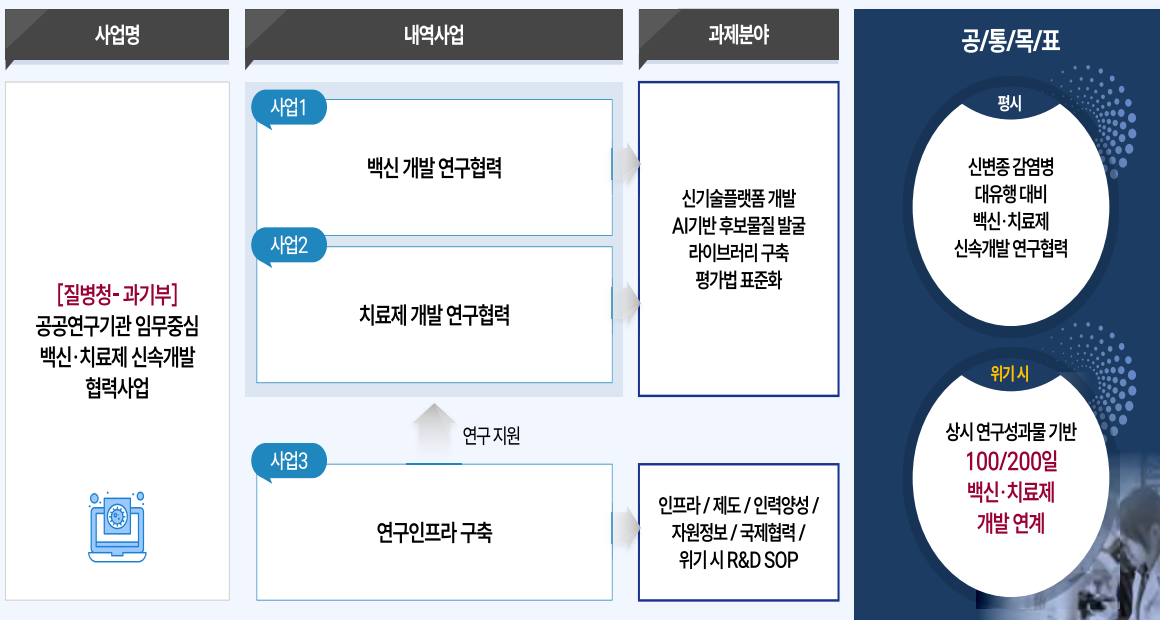 사업명
내역사업
과제분야
공/통/목/표
[질병청- 과기부]
공공연구기관 임무중심
백신·치료제 신속개발
협력사업
사업1
백신 개발 연구협력
사업2
치료제 개발 연구협력
연구 지원
사업3
연구인프라 구축
신기술플랫폼 개발
AI기반 후보물질 발굴
라이브러리 구축
평가법 표준화
인프라 / 제도 / 인력양성 /
자원정보 / 국제협력 /
위기 시 R&D SOP
평시
신변종 감염병
대유행 대비
백신·치료제
신속개발 연구협력
위기 시
상시 연구성과물 기반
100/200일
백신·치료제
개발 연계